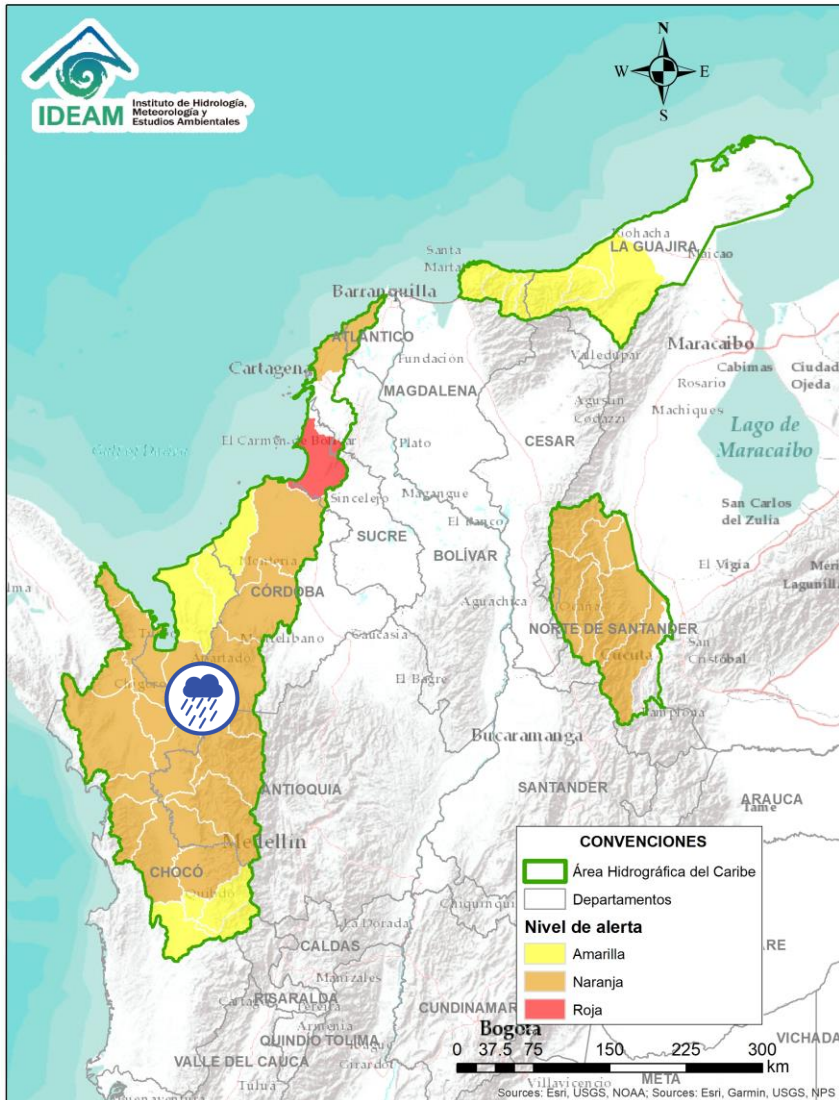 IDEAM
Instituto de Hidrología,
Meteorología y
Estudios Ambientales
N
W
E
S
Santa
LA GUAJIRA
Maicao
Barranquilla
ATLÁNTICO
Fundación
Valledupar
Maracaibo
Cartagena
MAGDALENA
Cabimas
Ciudad
Ojeda
Rosario
Machiques
Agustín
Codazzi
CESAR
Lago de
Maracaibo
El Carmen de Bolívar
Plato
Sincelejo
Magangue
San Carlos
del Zulia
SUCRE
El Banco
BOLÍVAR
El Vigía
Montería
CÓRDOBA
Aguachica
Ocaña
NORTE DE SANTANDER
San
Cristóbal
Cúcuta
Caucasia
El Bagre
Bucaramanga
SANTANDER
ANTIOQUIA
ARAUCA
Tame
Medellín
CHOCÓ
Quibdó
La Dorada
CALDAS
Manizales
RISARALDA
Pereira
Armenia
QUINDÍO
TOLIMA
Girardot
CUNDINAMAR
Bogotá
VALLE DEL CAUCA
Tuluá
Villavicencio
META
VICHADA
CONVENCIONES
Área Hidrográfica del Caribe
Departamentos
Nivel de alerta
Amarilla
Naranja
Roja
0 37.5 75 150 225 300
km
Sources: Esri, USGS, NOAA; Sources: Esri, Garmin, USGS, NPS